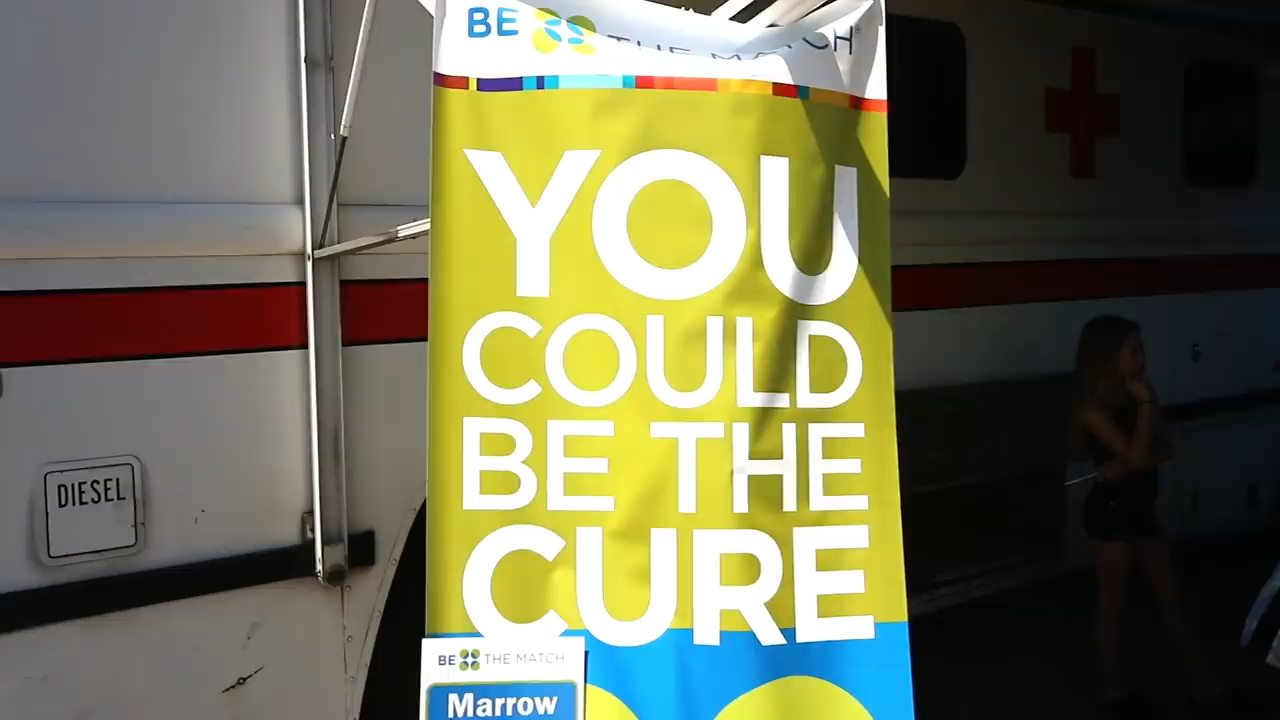 BE THE MATCH
YOU
COULD
BE THE
CURE
DIESEL
BE THE MATCH
Marrow